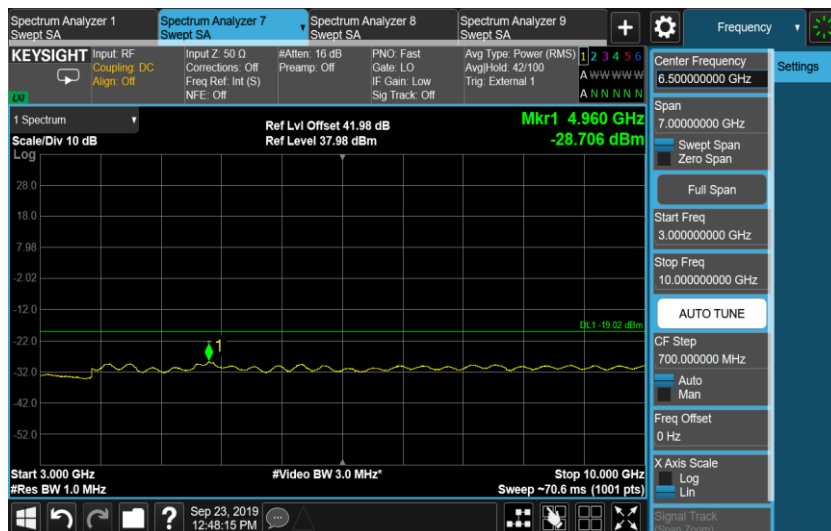 Spectrum Analyzer 1
Swept SA
Spectrum Analyzer 7
Swept SA
Spectrum Analyzer 8
Swept SA
Spectrum Analyzer 9
Swept SA
+
Frequency
KEYSIGHT
Input: RF
Coupling: DC
Align: Off
Input Z: 50 Ω
Corrections: Off
Freq Ref: Int (S)
NFE: Off
#Atten: 16 dB
Preamp: Off
PNO: Fast
Gate: LO
IF Gain: Low
Sig Track: Off
Avg Type: Power (RMS)
Avg|Hold: 42/100
Trig: External 1
1 2 3 4 5 6
A W W W W W
A N N N N N
LXI
1 Spectrum
Scale/Div 10 dB
Log
Ref Lvl Offset 41.98 dB
Ref Level 37.98 dBm
Mkr1 4.960 GHz
-28.706 dBm
28.0
18.0
7.98
-2.02
-12.0
DL1 -19.02 dBm
-22.0
1
-32.0
-42.0
-52.0
Start 3.000 GHz
#Res BW 1.0 MHz
#Video BW 3.0 MHz*
Stop 10.000 GHz
Sweep ~70.6 ms (1001 pts)
?
Sep 23, 2019
12:48:15 PM
Center Frequency
6.500000000 GHz
Settings
Span
7.00000000 GHz
Swept Span
Zero Span
Full Span
Start Freq
3.000000000 GHz
Stop Freq
10.000000000 GHz
AUTO TUNE
CF Step
700.000000 MHz
Auto
Man
Freq Offset
0 Hz
X Axis Scale
Log
Lin
Signal Track
(Span Zoom)